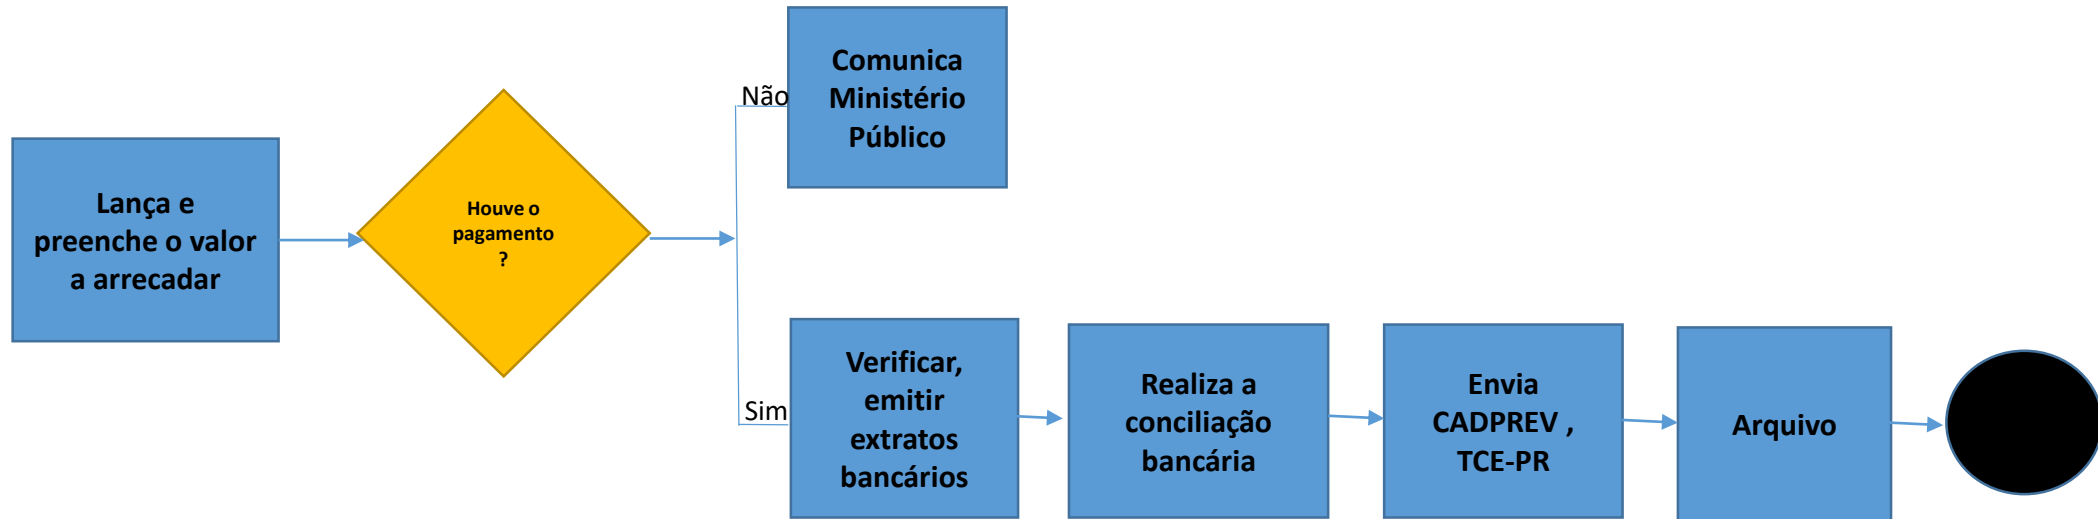 Lança e
preenche o valor
a arrecadar
Houve o
pagamento
?
Não
Comunica
Ministério
Público
Sim
Verificar,
emitir
extratos
bancários
Realiza a
conciliação
bancária
Envia
CADPREV ,
TCE-PR
Arquivo